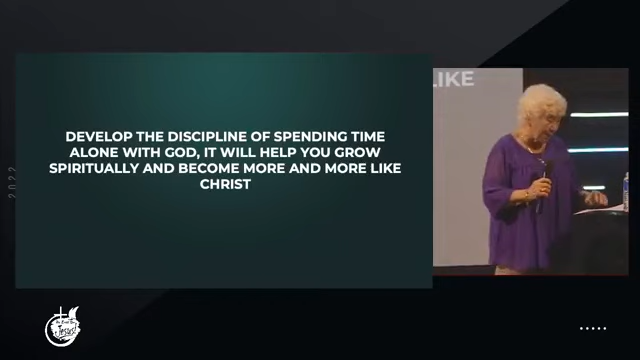 DEVELOP THE DISCIPLINE OF SPENDING TIME
ALONE WITH GOD, IT WILL HELP YOU GROW
SPIRITUALLY AND BECOME MORE AND MORE LIKE
CHRIST
LIKE
2022
Jesus!